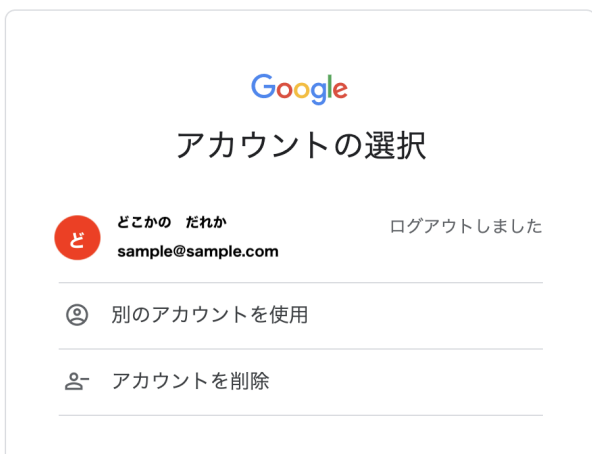 Google
アカウントの選択
ど
どこかの　だれか
ログアウトしました
sample@sample.com
別のアカウントを使用
アカウントを削除